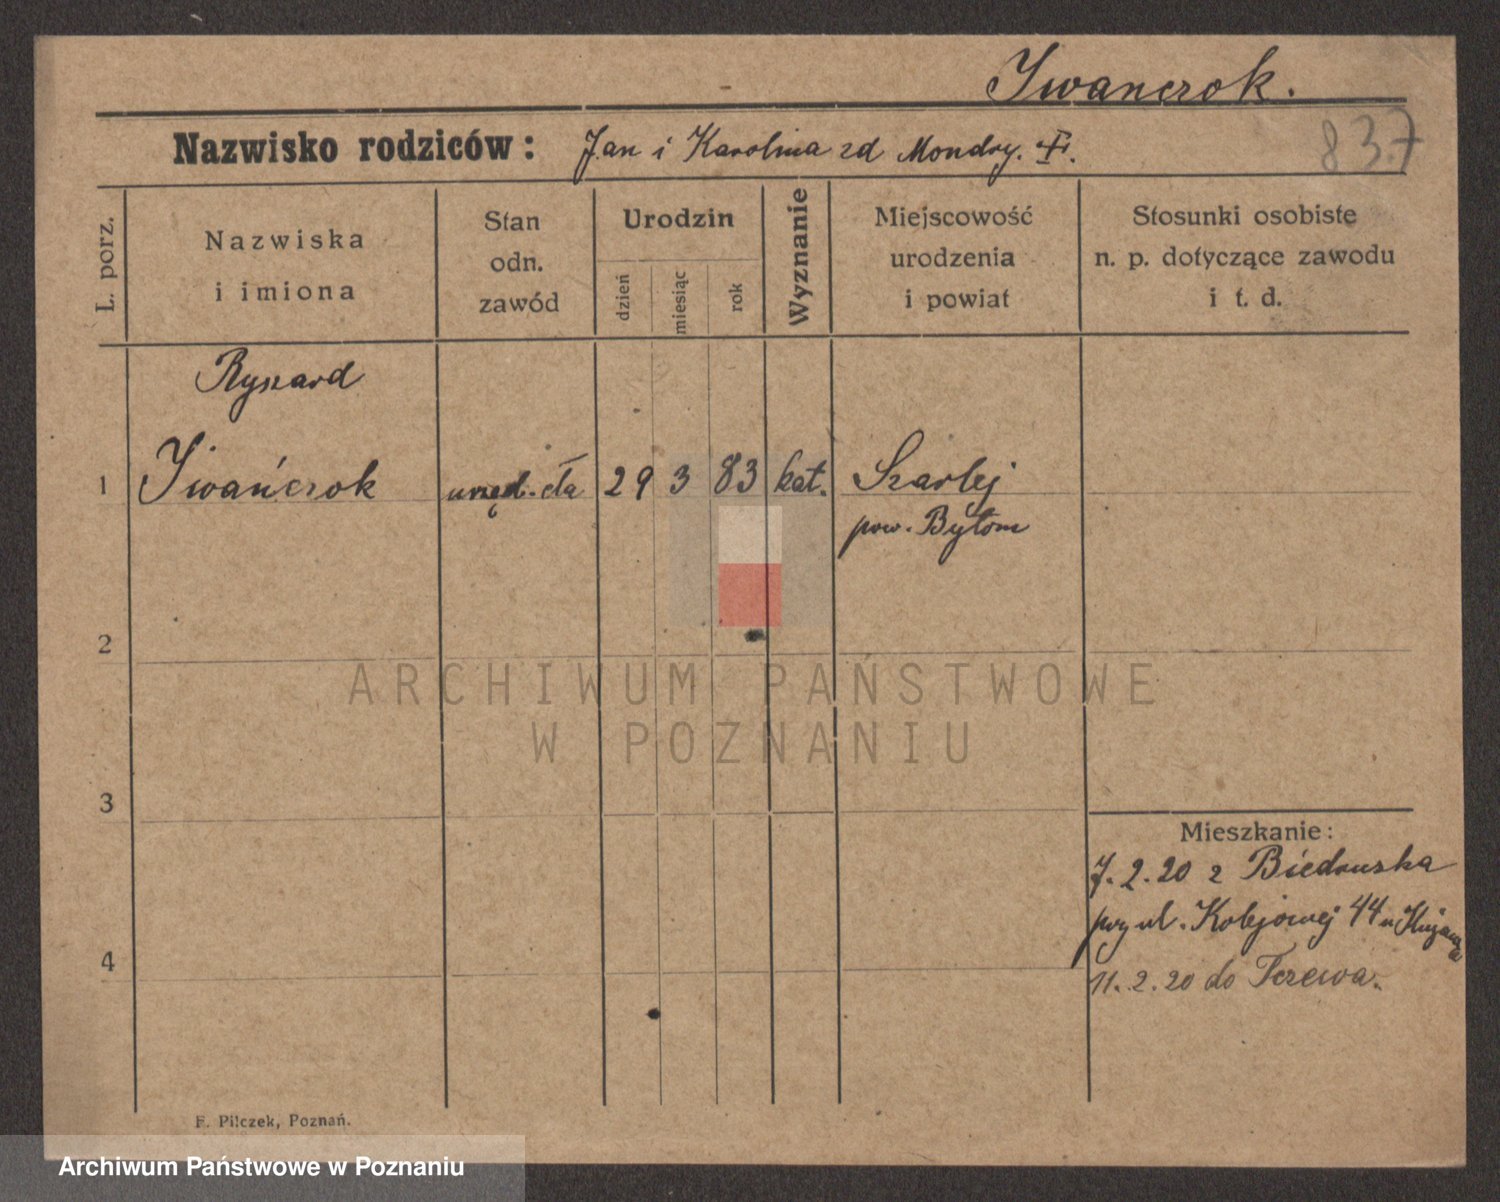 Iwanczok.
Nazwisko rodziców: Jan i Karolina zd Mondry.
837
L. porz.
Nazwiska
i imiona
Stan
odn.
zawód
Urodzin
dzień
miesiąc
rok
Wyznanie
Miejscowość
urodzenia
i powiat
Stosunki osobiste
n. p. dotyczące zawodu
i t. d.
Ryszard
1 Iwańczok urzęd. cła 29 3 83 kat. Szarlej
pow. Bytom
2
ARCHIWUM PAŃSTWOWE
W POZNANIU
3
Mieszkanie:
7.2.20 z Biedruska
przy ul. Kolejowej 44 u
4
11.2.20 do Tczewa.
F. Pilczek, Poznań.
Archiwum Państwowe w Poznaniu